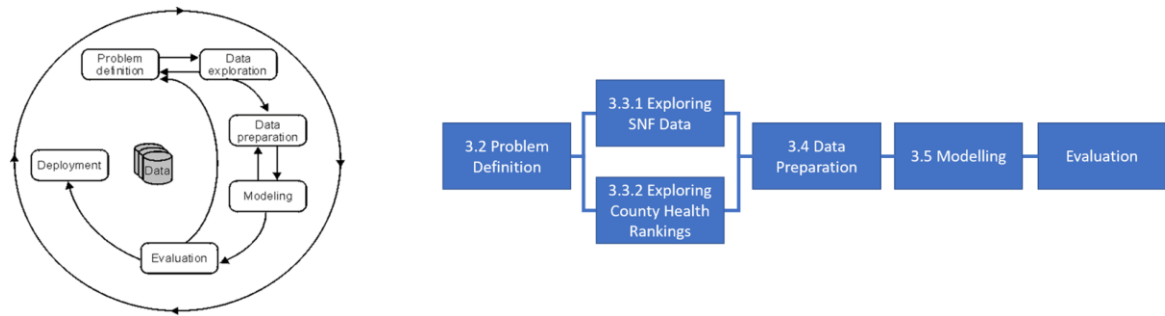 Problem
definition
Data
exploration
Data
preparation
Deployment
Data
Modeling
Evaluation
3.2 Problem
Definition
3.3.1 Exploring
SNF Data
3.3.2 Exploring
County Health
Rankings
3.4 Data
Preparation
3.5 Modelling
Evaluation